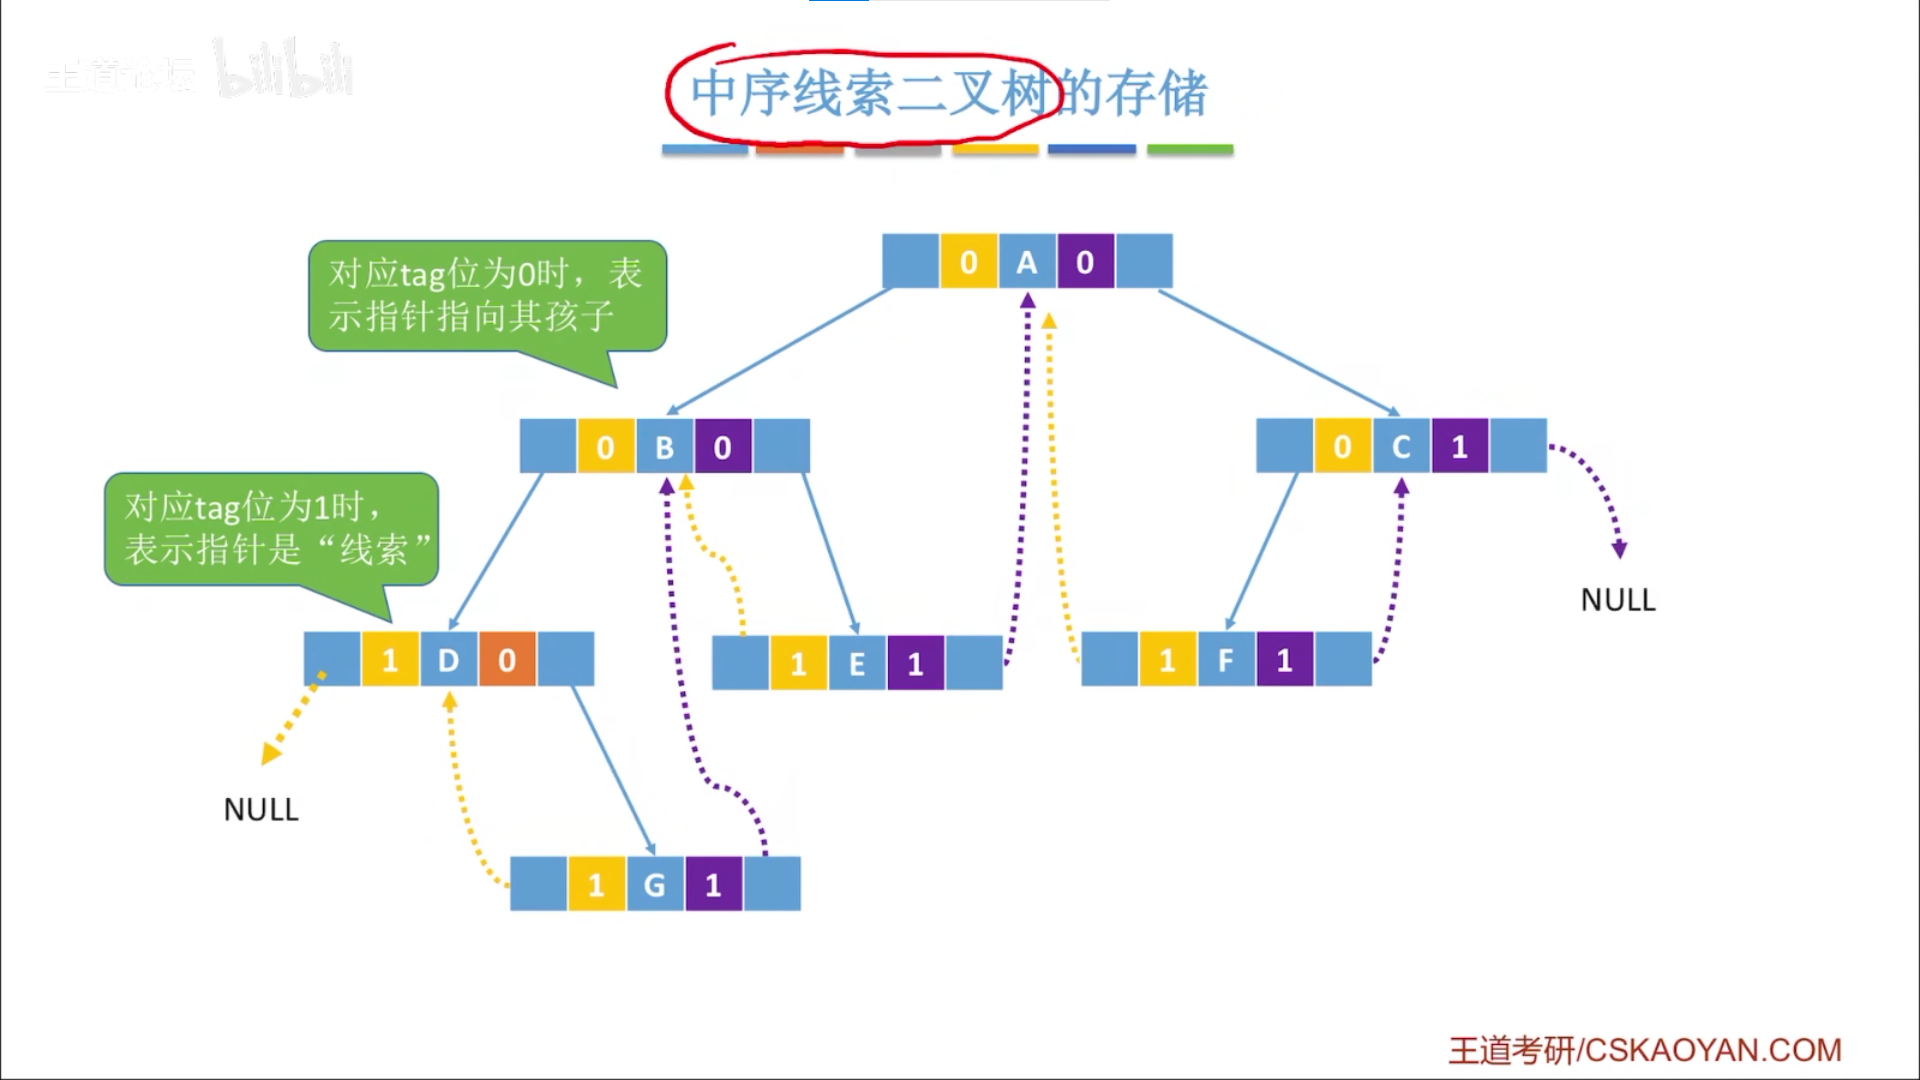 王道论坛 bilibili
中序线索二叉树的存储
0 A 0
对应tag位为0时，表
示指针指向其孩子
0 B 0
0 C 1
对应tag位为1时，
表示指针是“线索”
NULL
1 D 0
1 E 1
1 F 1
NULL
1 G 1
王道考研/CSKAOYAN.COM